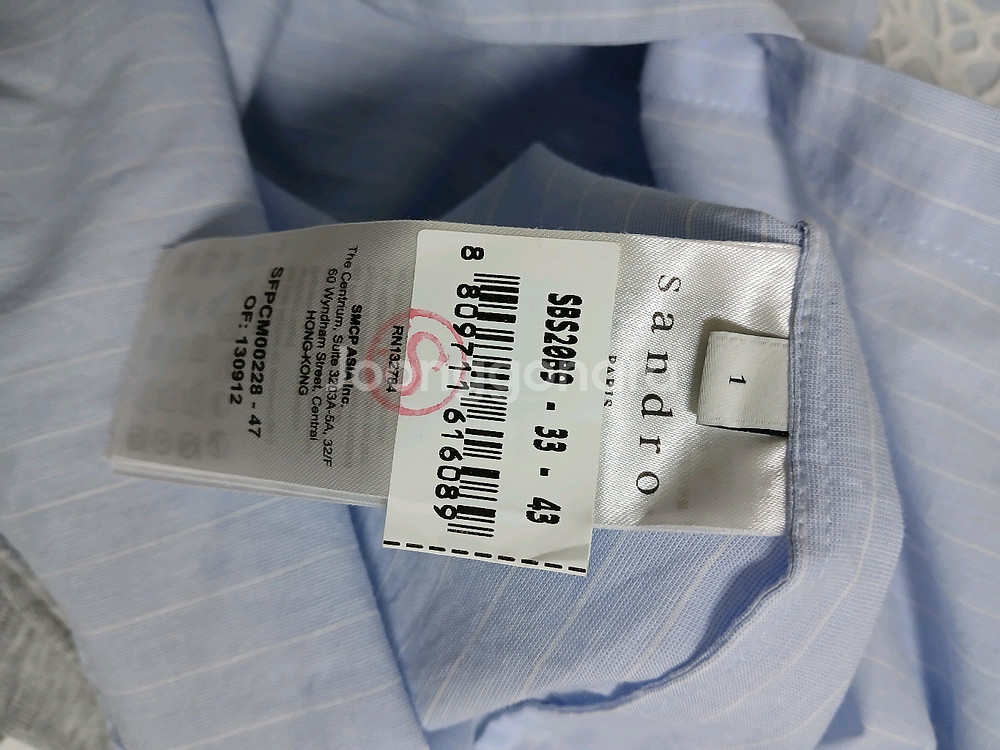 sandro
PARIS
1
SBS20B9 - 33 - 43
8 809711 616089
RN132764
SMCP ASIA Inc.
The Centrium, Suite 3203A-5A, 32/F
60 Wyndham Street, Central
HONG-KONG
SFPCM00228 - 47
OF: 130912